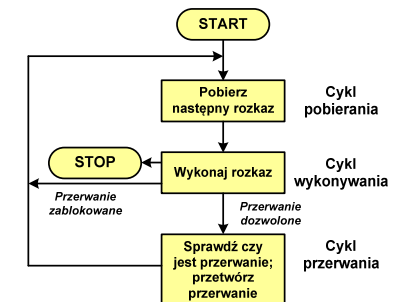 START
Pobierz
następny rozkaz
Cykl
pobierania
STOP
Wykonaj rozkaz
Cykl
wykonywania
Przerwanie
zablokowane
Przerwanie
dozwolone
Sprawdź czy
jest przerwanie;
przetwórz
przerwanie
Cykl
przerwania